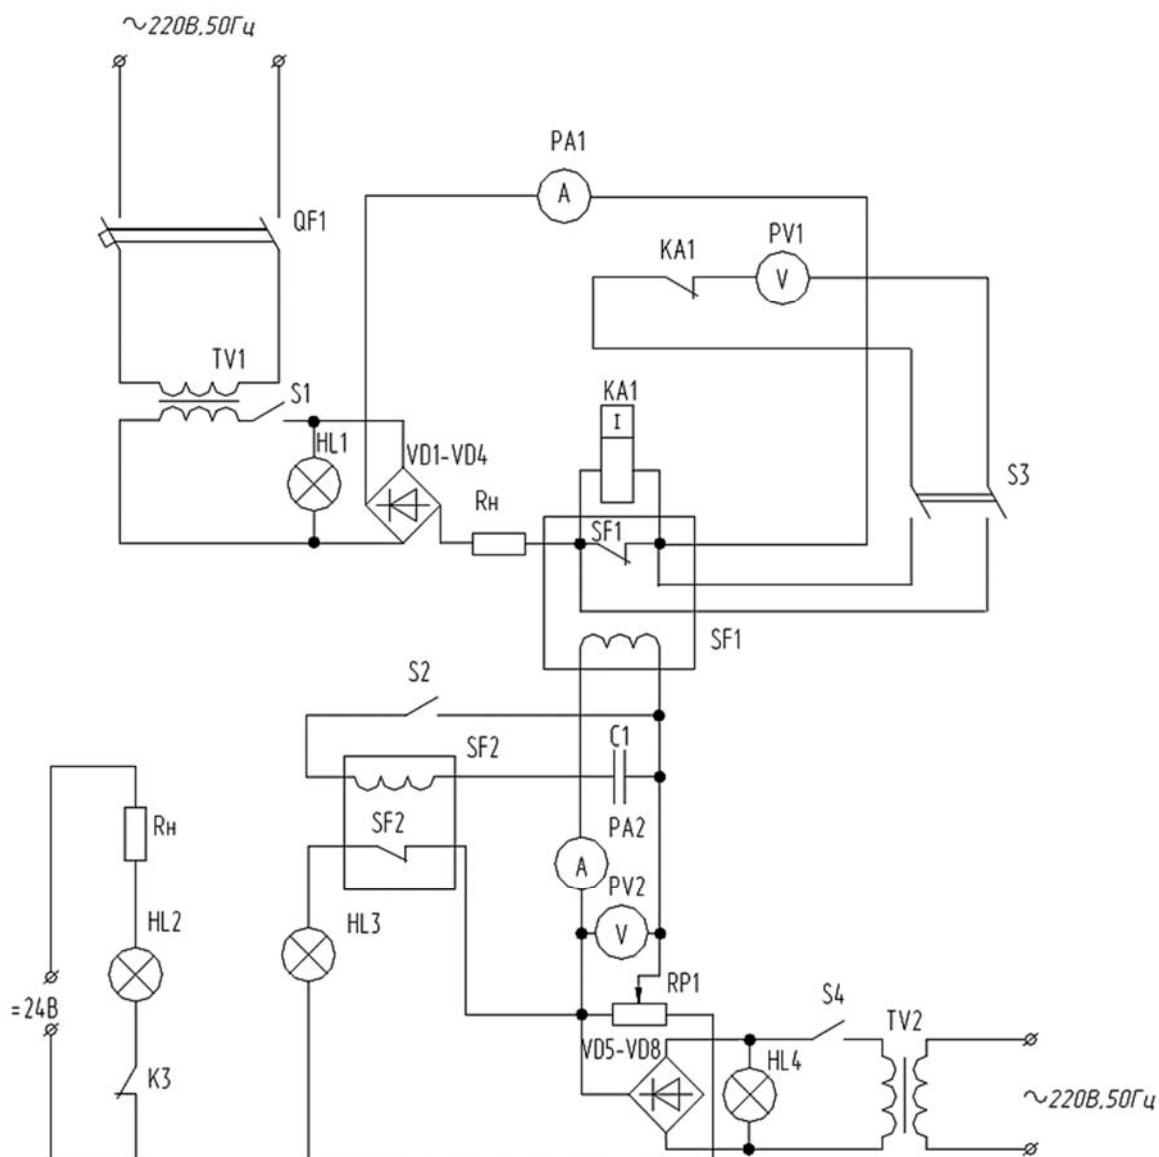 ~220В,50Гц
PA1
A
QF1
PV1
KA1
V
TV1
S1
KA1
I
HL1
VD1-VD4
S3
Rн
SF1
SF1
S2
C1
SF2
Rн
SF2
PA2
A
PV2
HL2
HL3
V
RP1
=24В
S4
TV2
VD5-VD8
HL4
K3
~220В,50Гц